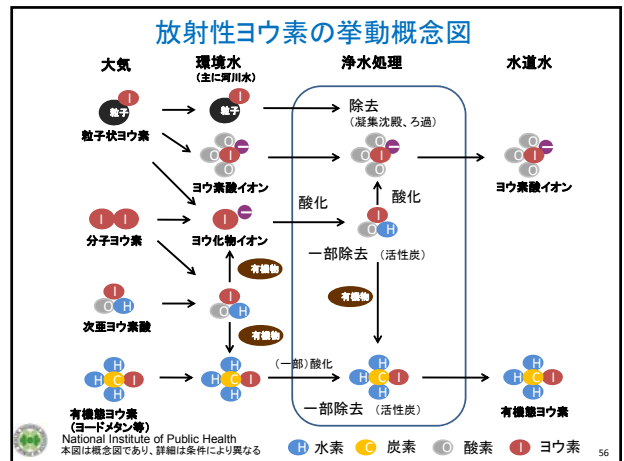 放射性ヨウ素の挙動概念図
大気
環境水
(主に河川水)
浄水処理
水道水
I
粒子
粒子状ヨウ素
I
粒子
除去
(凝集沈殿、ろ過)
O
O I −
O
ヨウ素酸イオン
O
O I −
O
O
O I −
O
ヨウ素酸イオン
I I
分子ヨウ素
I −
ヨウ化物イオン
酸化
酸化
I
O H
一部除去 (活性炭)
有機物
有機物
I
O H
次亜ヨウ素酸
I
O H
有機物
H
H C I
H
有機態ヨウ素
(ヨードメタン等)
H
H C I
H
(一部)酸化
H
H C I
H
一部除去 (活性炭)
H
H C I
H
有機態ヨウ素
National Institute of Public Health
本図は概念図であり、詳細は条件により異なる
H 水素 C 炭素 O 酸素 I ヨウ素
56